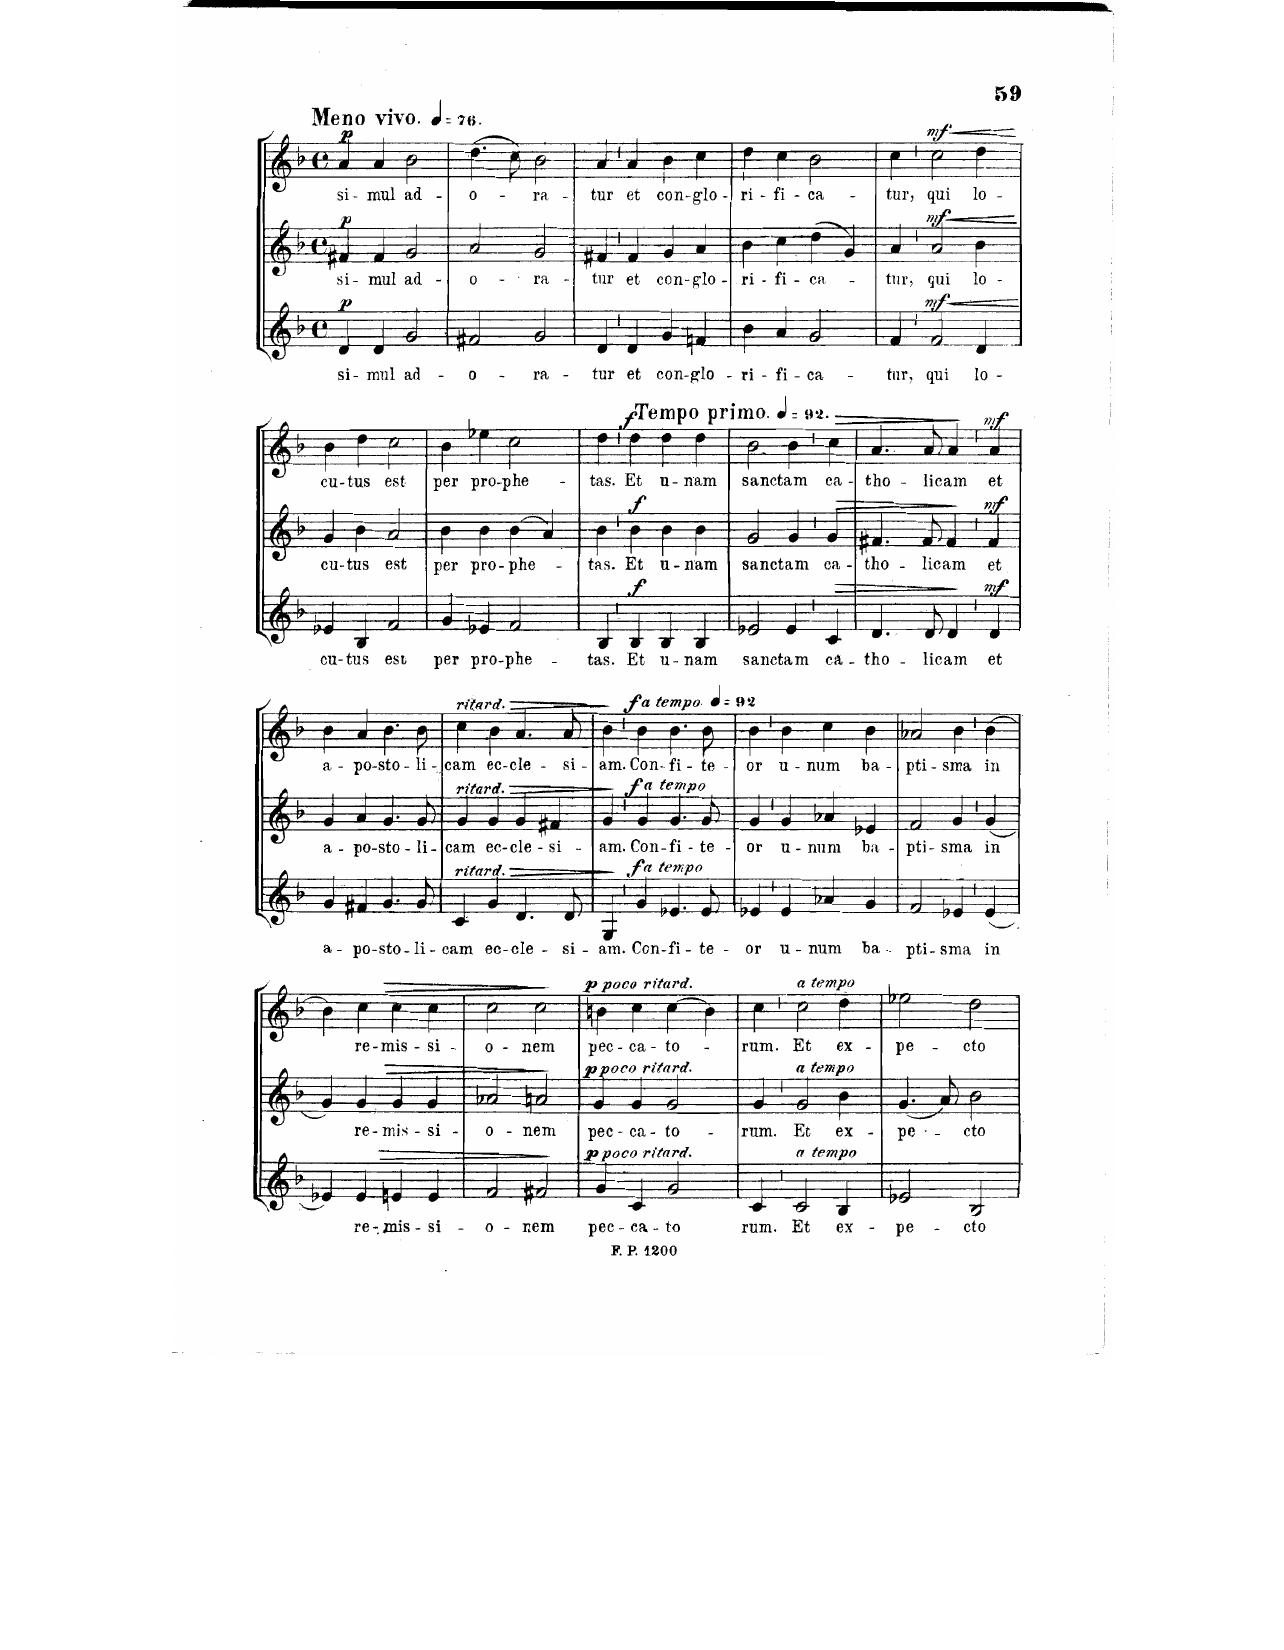 59
Meno vivo. ♩= 76.
p
si - mul ad - o - ra - tur et con-glo - ri - fi - ca - tur, qui lo -
mf
p
si - mul ad - o - ra - tur et con-glo - ri - fi - ca - tur, qui lo -
mf
p
si - mul ad - o - ra - tur et con-glo - ri - fi - ca - tur, qui lo -
mf
f Tempo primo. ♩= 92.
mf
cu-tus est per pro-phe - tas. Et u-nam sanctam ca - tho - licam et
f
mf
cu-tus est per pro-phe - tas. Et u-nam sanctam ca - tho - licam et
f
mf
cu-tus est per pro-phe - tas. Et u-nam sanctam ca - tho - licam et
ritard.
f a tempo ♩= 92
a - po-sto - li-cam ec-cle - si - am. Con-fi - te - or u - num ba - pti - sma in
ritard.
f a tempo
a - po-sto - li-cam ec-cle - si - am. Con-fi - te - or u - num ba - pti - sma in
ritard.
f a tempo
a - po-sto - li-cam ec-cle - si - am. Con-fi - te - or u - num ba - pti - sma in
p poco ritard.
a tempo
re-mis - si - o - nem pec - ca - to - rum. Et ex - pe - cto
p poco ritard.
a tempo
re-mis - si - o - nem pec - ca - to - rum. Et ex - pe - cto
p poco ritard.
a tempo
re-mis - si - o - nem pec - ca - to rum. Et ex - pe - cto
F. P. 1200